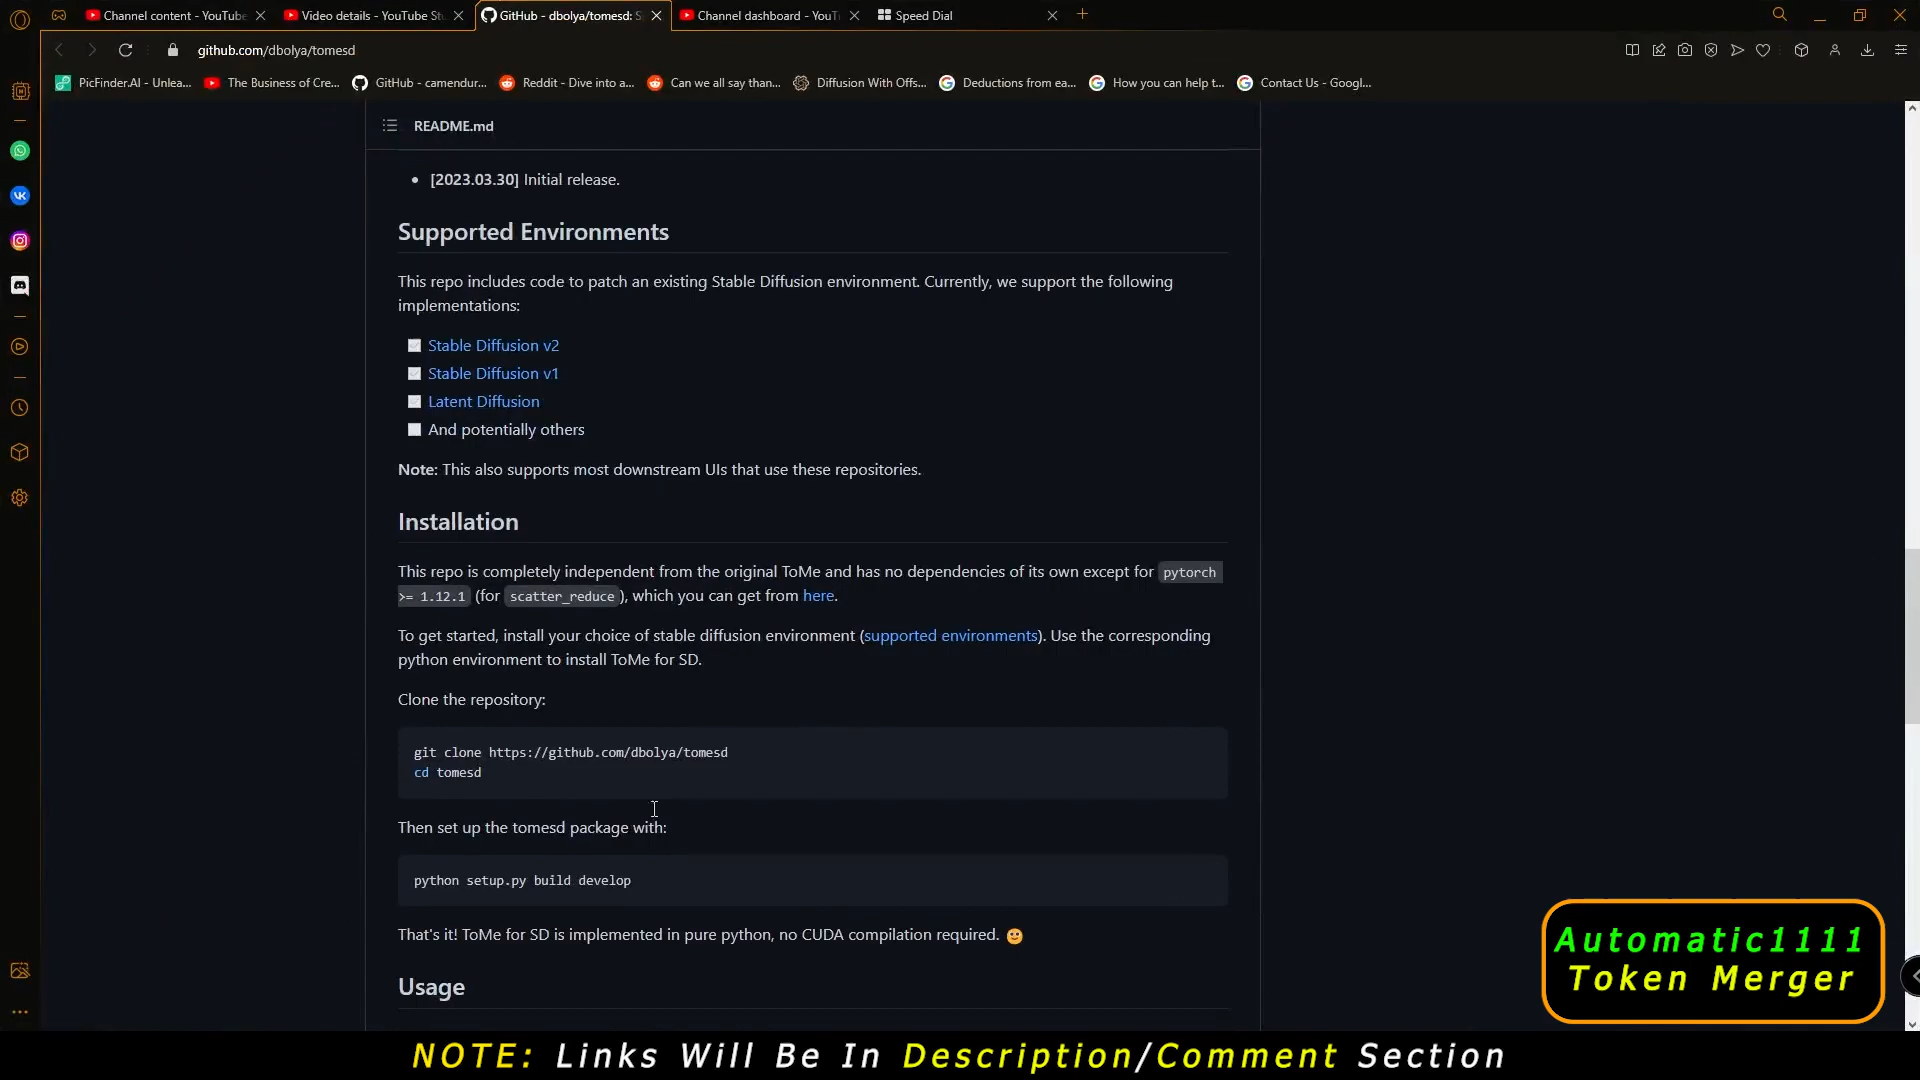 Channel content - YouTube
Video details - YouTube Stu
GitHub - dbolya/tomesd: S
Channel dashboard - YouT
Speed Dial
github.com/dbolya/tomesd
PicFinder.AI - Unlea...
The Business of Cre...
GitHub - camendur...
Reddit - Dive into a...
Can we all say than...
Diffusion With Offs...
Deductions from ea...
How you can help t...
Contact Us - Googl...
README.md
[2023.03.30] Initial release.
Supported Environments
This repo includes code to patch an existing Stable Diffusion environment. Currently, we support the following
implementations:
Stable Diffusion v2
Stable Diffusion v1
Latent Diffusion
And potentially others
Note: This also supports most downstream UIs that use these repositories.
Installation
This repo is completely independent from the original ToMe and has no dependencies of its own except for pytorch
>= 1.12.1 (for scatter_reduce), which you can get from here.
To get started, install your choice of stable diffusion environment (supported environments). Use the corresponding
python environment to install ToMe for SD.
Clone the repository:
git clone https://github.com/dbolya/tomesd
cd tomesd
Then set up the tomesd package with:
python setup.py build develop
That's it! ToMe for SD is implemented in pure python, no CUDA compilation required. 🙂
Usage
Automatic1111
Token Merger
NOTE: Links Will Be In Description/Comment Section